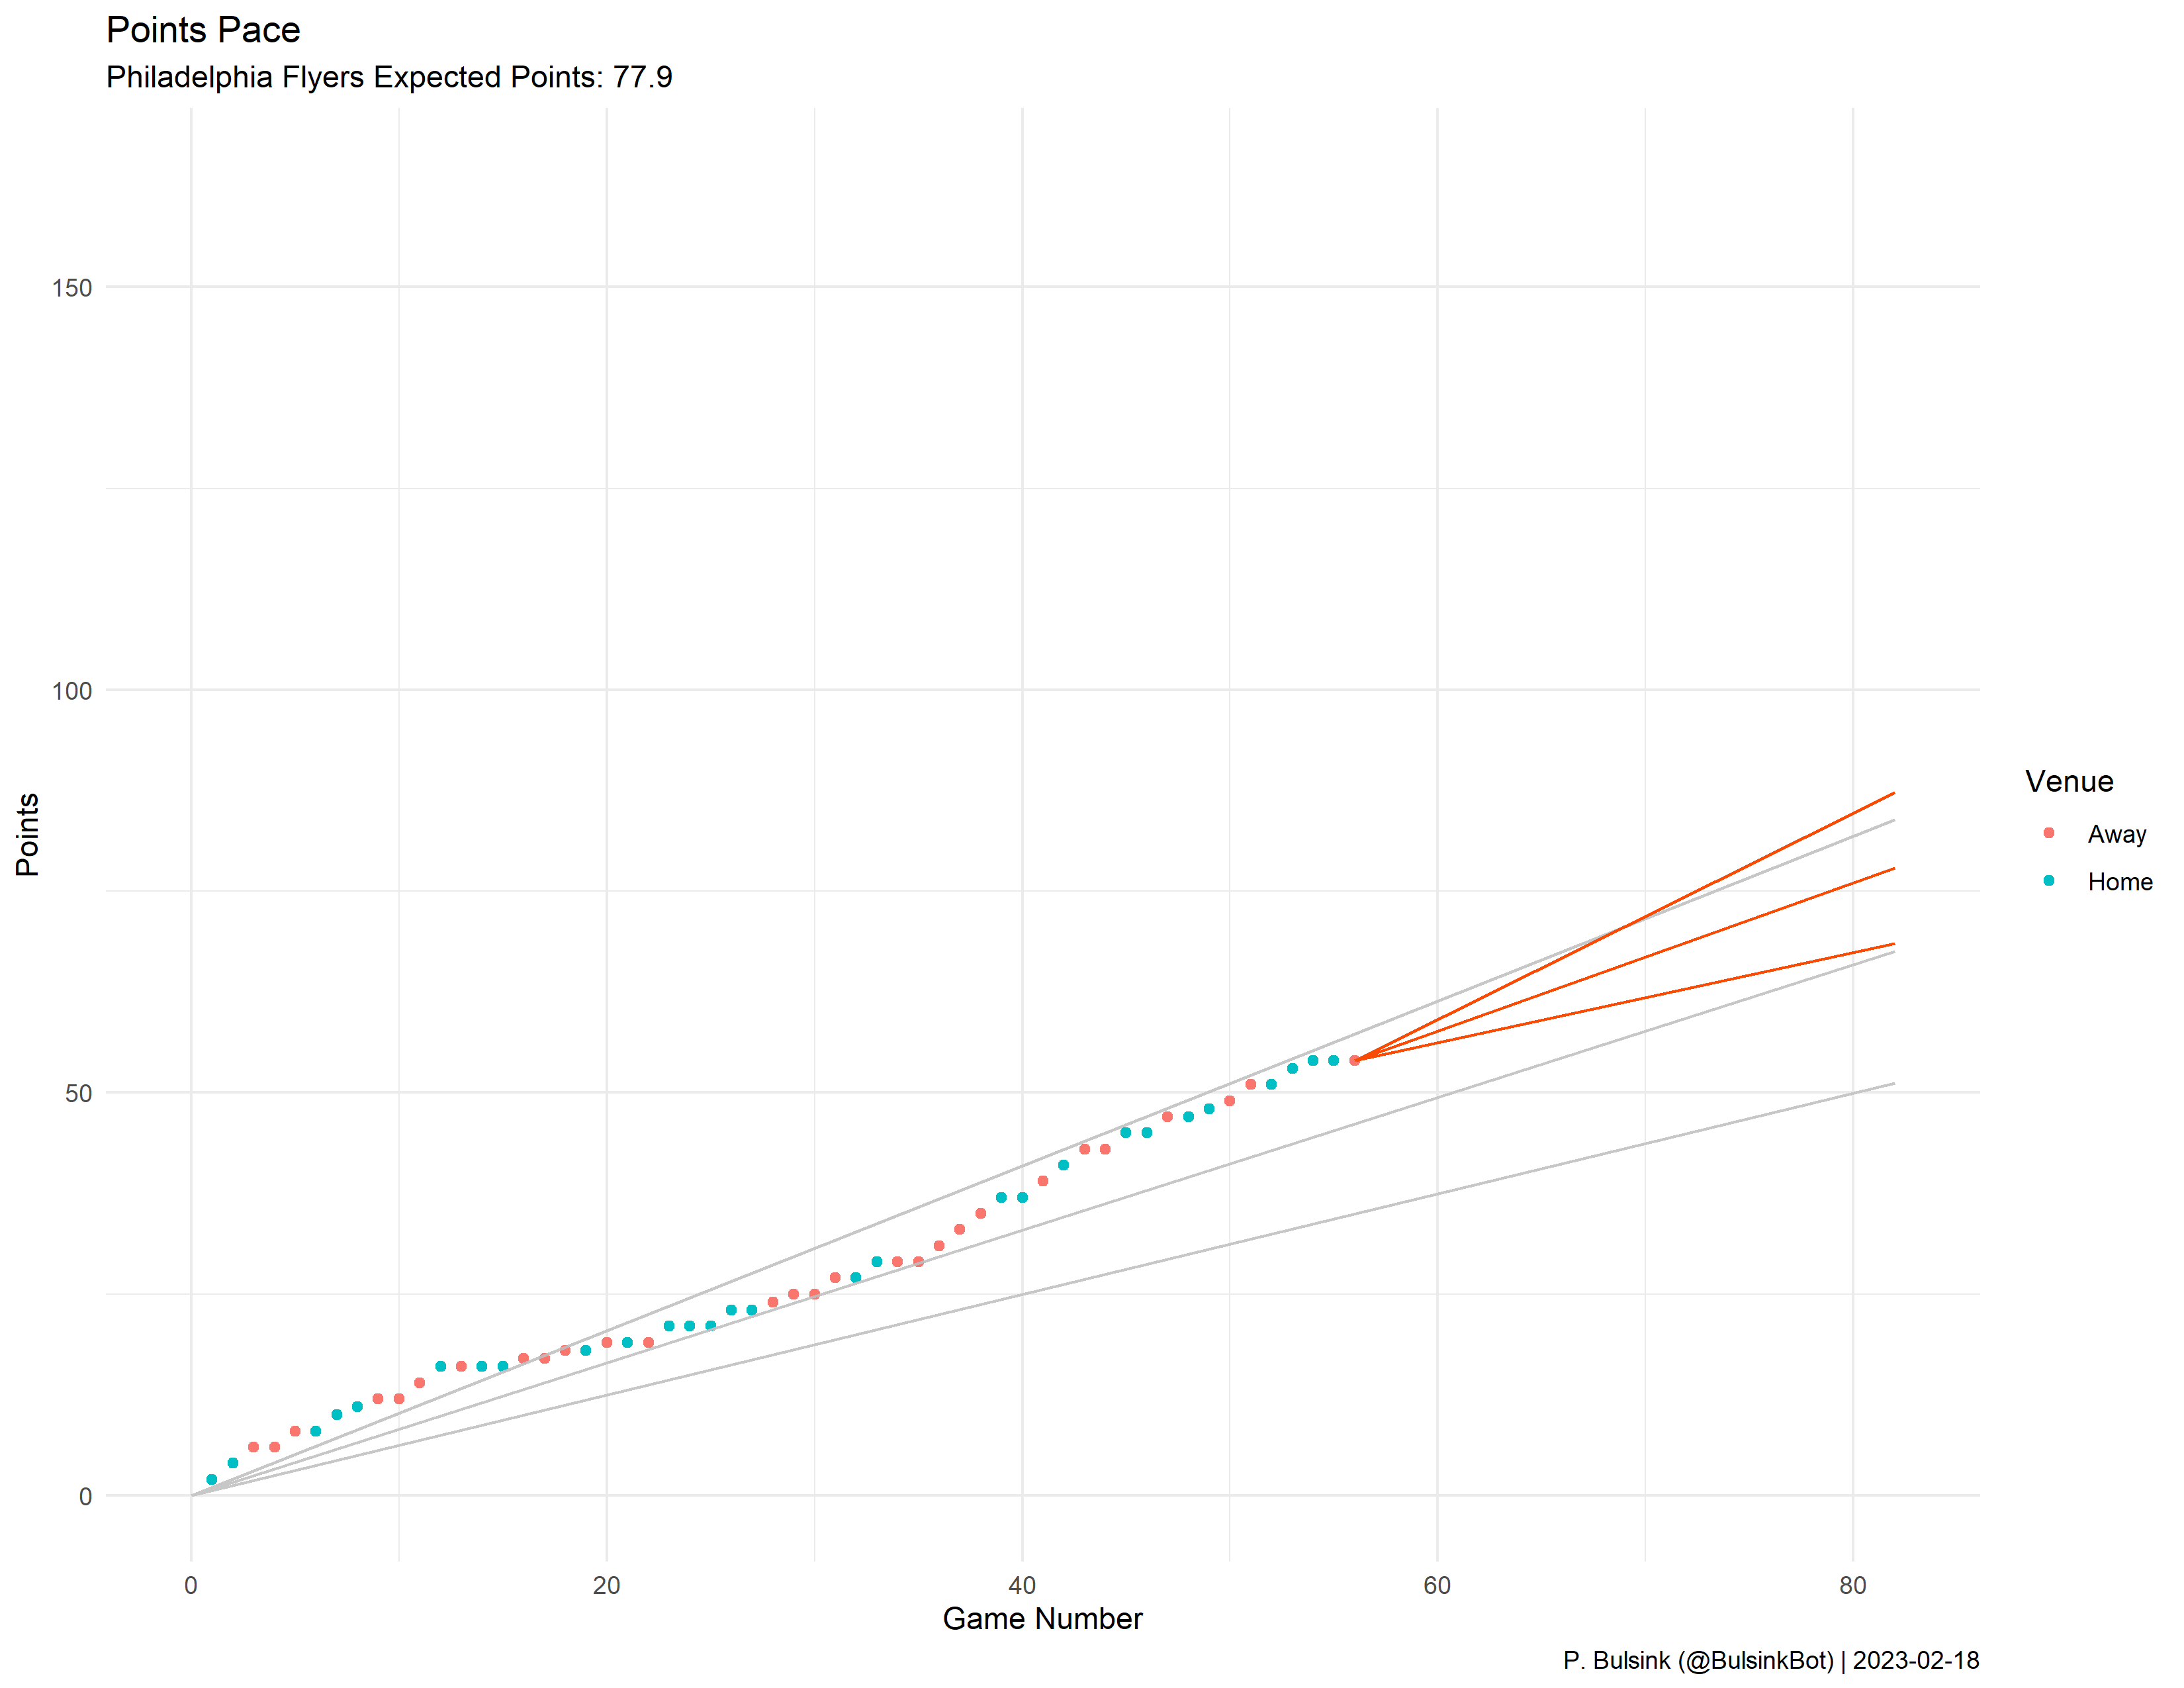 Points Pace
Philadelphia Flyers Expected Points: 77.9
150
100
50
0
Points
0 20 40 60 80
Game Number
Venue
Away
Home
P. Bulsink (@BulsinkBot) | 2023-02-18